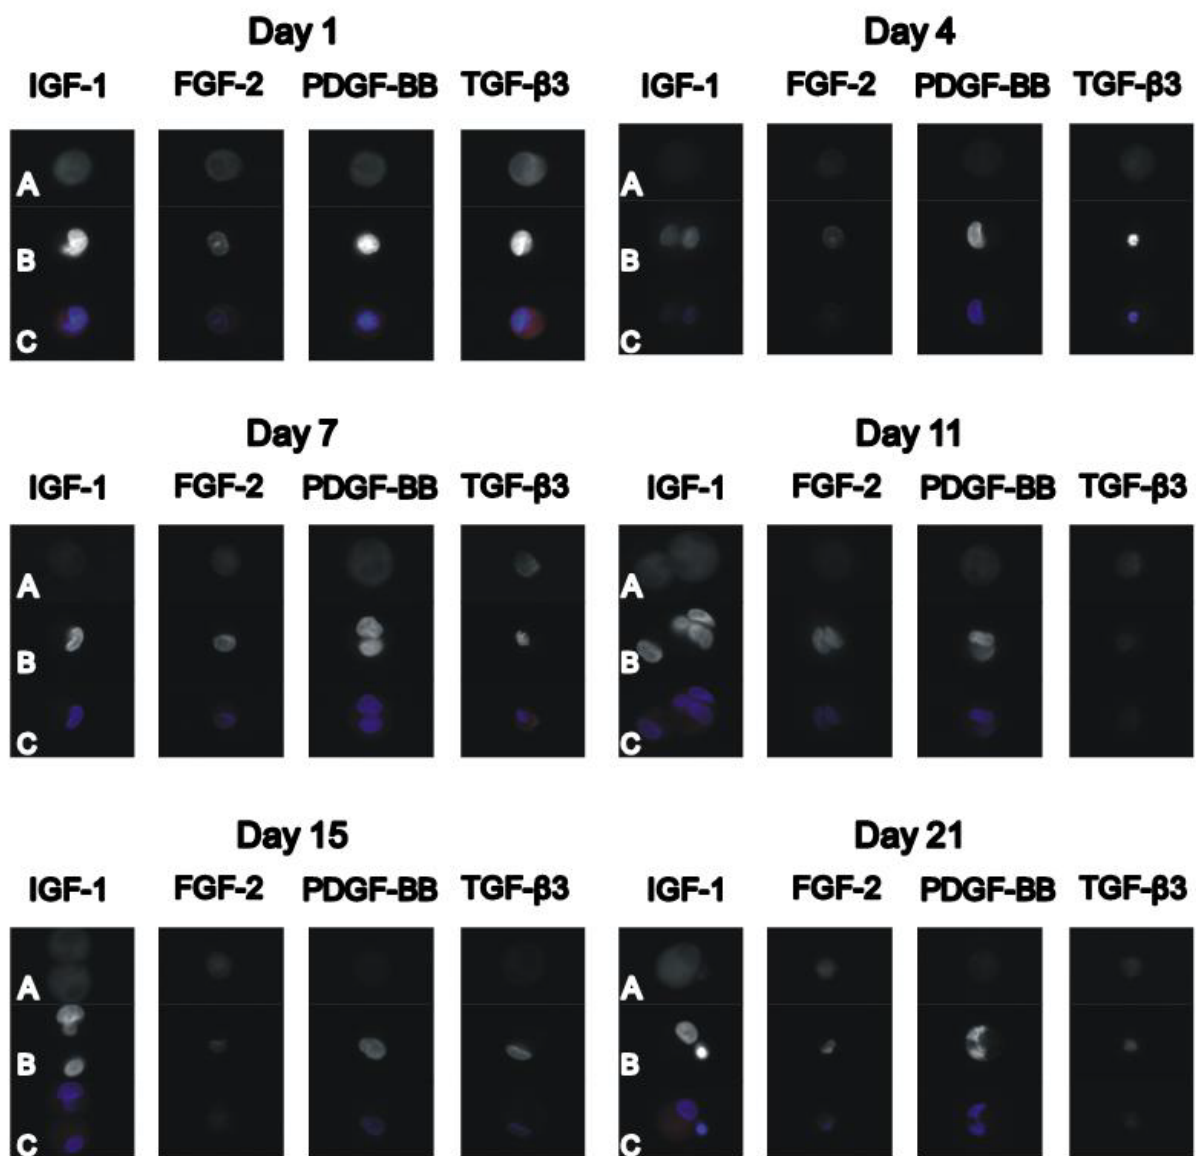 Day 1 Day 4
IGF-1 FGF-2 PDGF-BB TGF-β3 IGF-1 FGF-2 PDGF-BB TGF-β3
A A
B B
C C
Day 7 Day 11
IGF-1 FGF-2 PDGF-BB TGF-β3 IGF-1 FGF-2 PDGF-BB TGF-β3
A A
B B
C C
Day 15 Day 21
IGF-1 FGF-2 PDGF-BB TGF-β3 IGF-1 FGF-2 PDGF-BB TGF-β3
A A
B B
C C